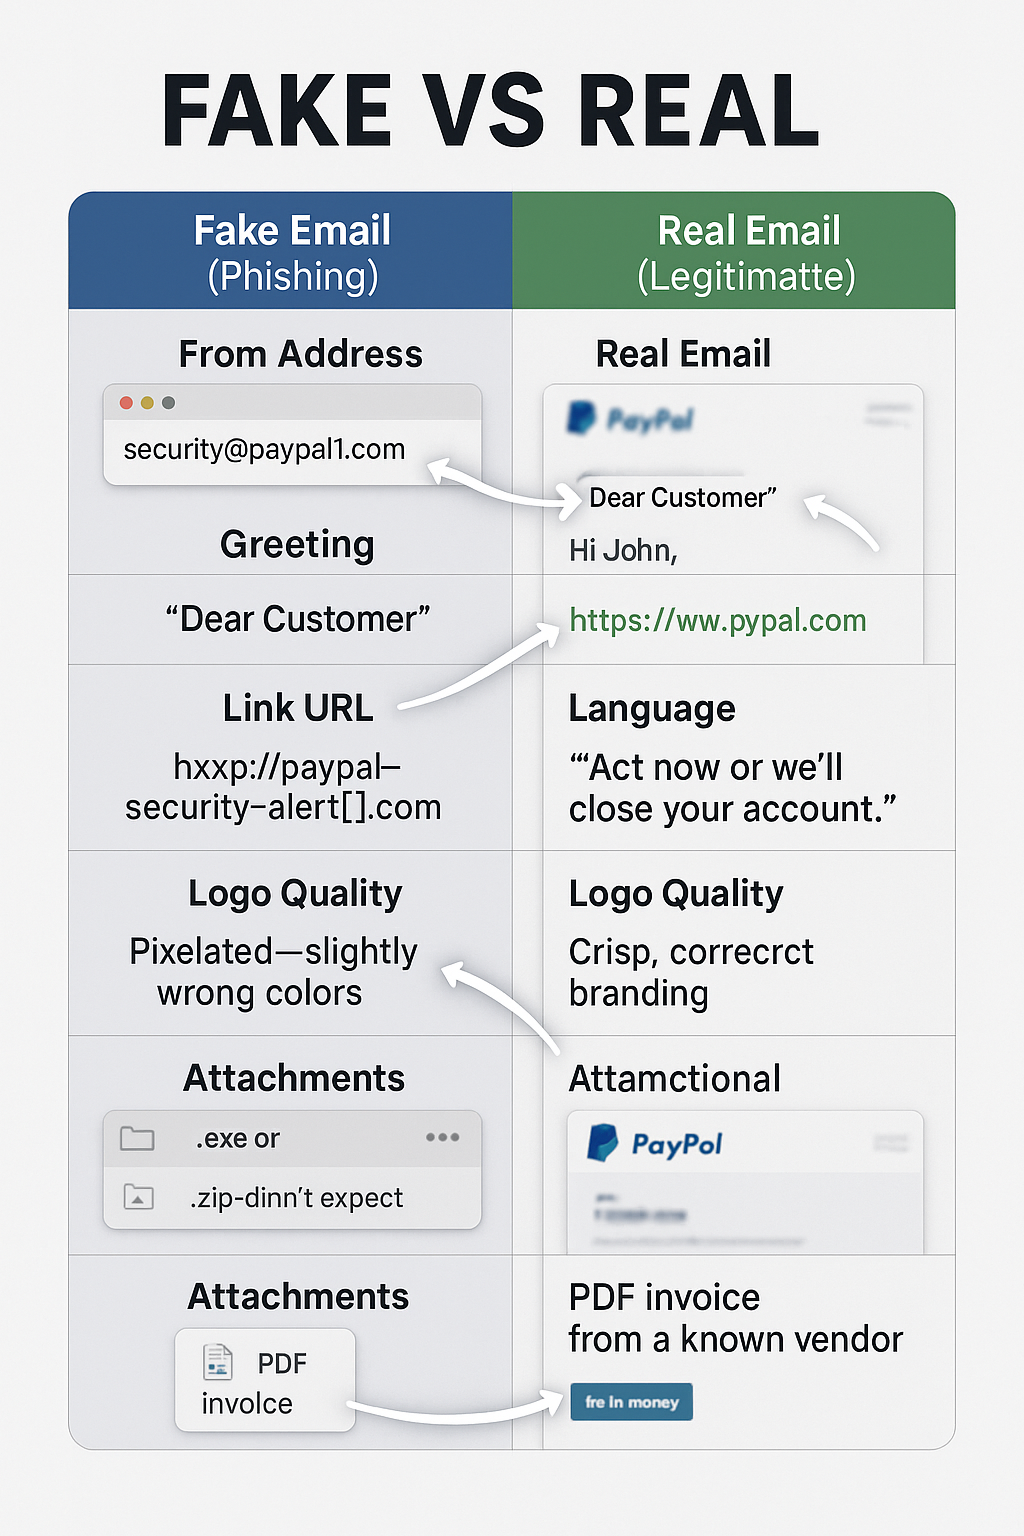 FAKE VS REAL
Fake Email
(Phishing)
Real Email
(Legitimatte)
From Address
security@paypal1.com
Real Email
PayPol
Dear Customer”
Hi John,
Greeting
“Dear Customer”
https://ww.pypal.com
Link URL
hxxp://paypal–
security–alert[].com
Language
“‘Act now or we’ll
close your account.”
Logo Quality
Pixelated—slightly
wrong colors
Logo Quality
Crisp, correcrct
branding
Attachments
.exe or
.zip-dinn’t expect
Attamctional
PayPol
Attachments
PDF
involce
PDF invoice
from a known vendor
fre In money